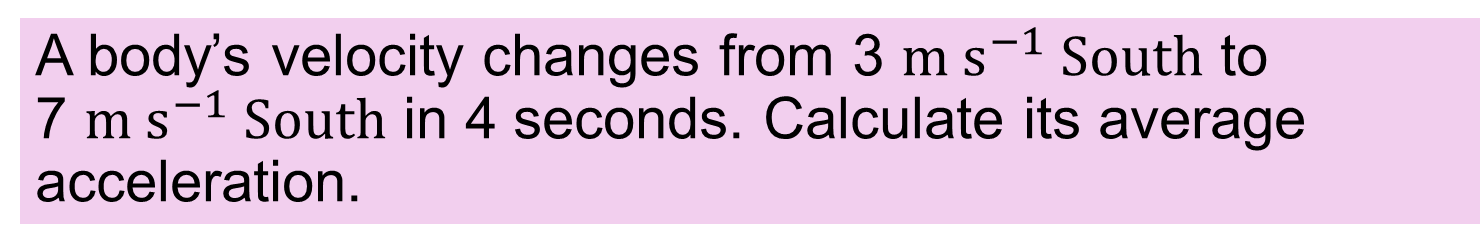 A body’s velocity changes from 3 m s⁻¹ South to
7 m s⁻¹ South in 4 seconds. Calculate its average
acceleration.